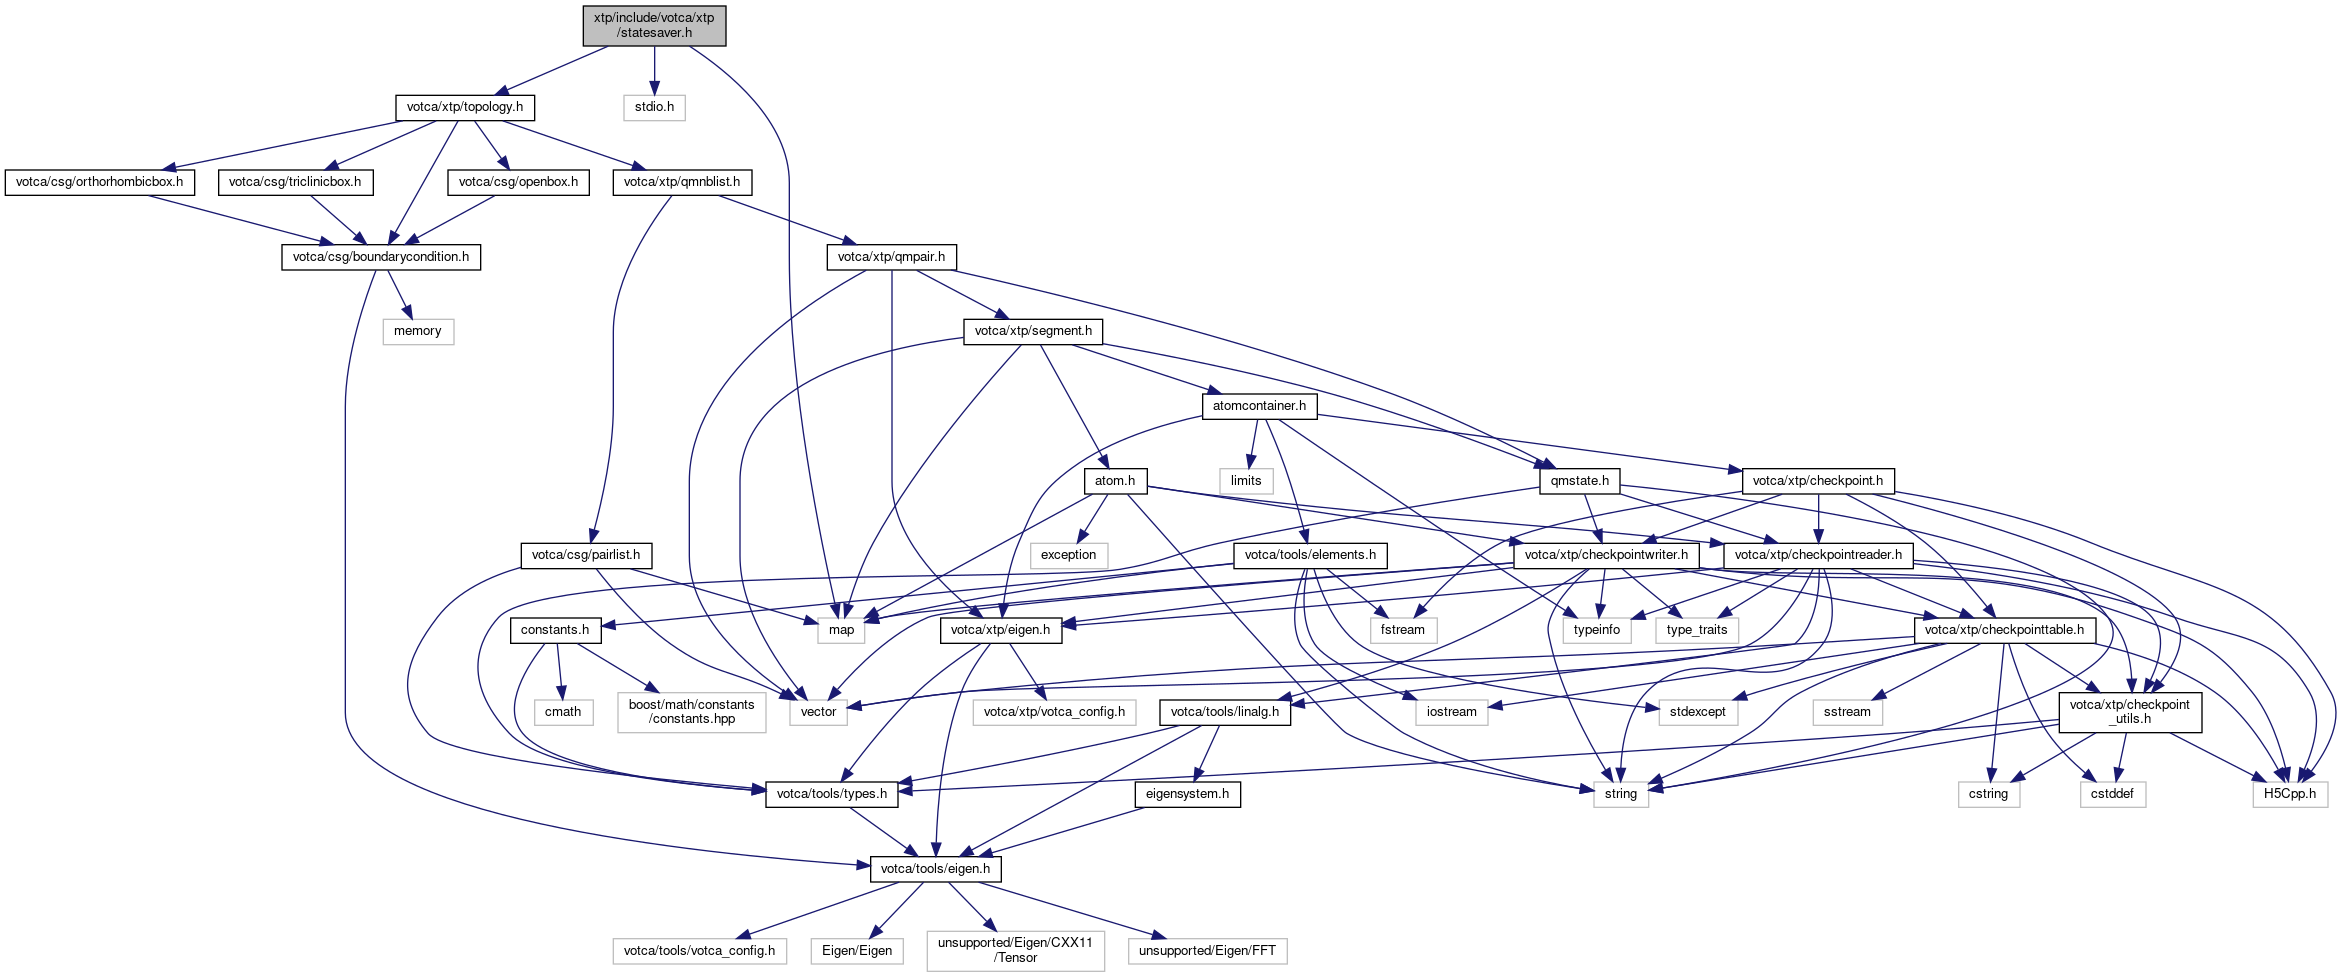 xtp/include/votca/xtp
/statesaver.h
votca/xtp/topology.h
stdio.h
votca/csg/orthorhombicbox.h
votca/csg/triclinicbox.h
votca/csg/openbox.h
votca/xtp/qmnblist.h
votca/csg/boundarycondition.h
votca/xtp/qmpair.h
memory
votca/xtp/segment.h
atomcontainer.h
atom.h
limits
qmstate.h
votca/xtp/checkpoint.h
votca/csg/pairlist.h
exception
votca/tools/elements.h
votca/xtp/checkpointwriter.h
votca/xtp/checkpointreader.h
constants.h
map
votca/xtp/eigen.h
fstream
typeinfo
type_traits
votca/xtp/checkpointtable.h
cmath
boost/math/constants
/constants.hpp
vector
votca/xtp/votca_config.h
votca/tools/linalg.h
iostream
stdexcept
sstream
votca/xtp/checkpoint
_utils.h
votca/tools/types.h
eigensystem.h
string
cstring
cstddef
H5Cpp.h
votca/tools/eigen.h
votca/tools/votca_config.h
Eigen/Eigen
unsupported/Eigen/CXX11
/Tensor
unsupported/Eigen/FFT